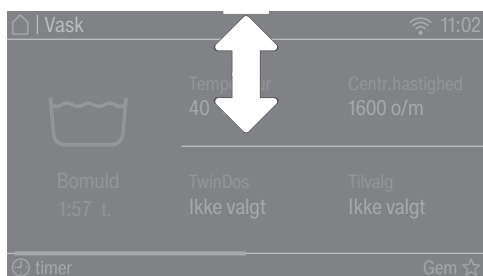 | Vask 11:02
Centr.hastighed
40 1600 o/m
Bomuld
1:57 t.
TwinDos Tilvalg
Ikke valgt Ikke valgt
timer Gem